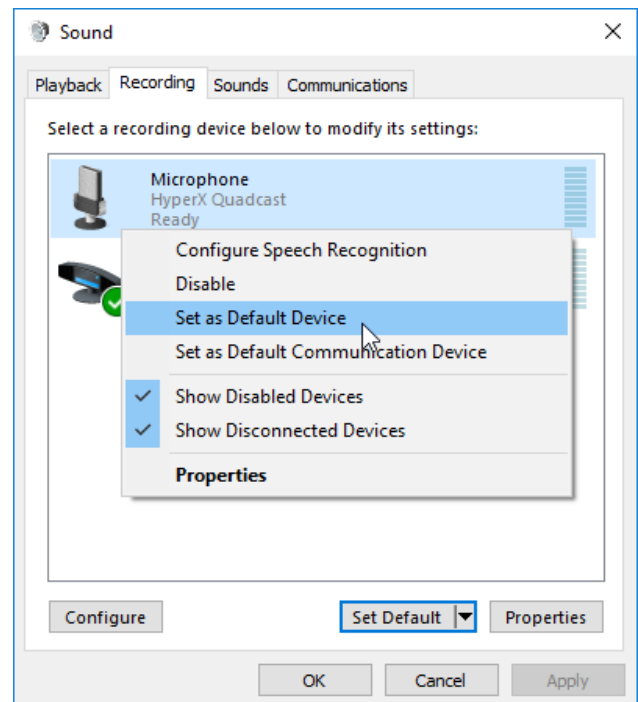 Sound
Playback Recording Sounds Communications
Select a recording device below to modify its settings:
Microphone
HyperX Quadcast
Ready
Configure Speech Recognition
Disable
Set as Default Device
Set as Default Communication Device
Show Disabled Devices
Show Disconnected Devices
Properties
Configure Set Default Properties
OK Cancel Apply